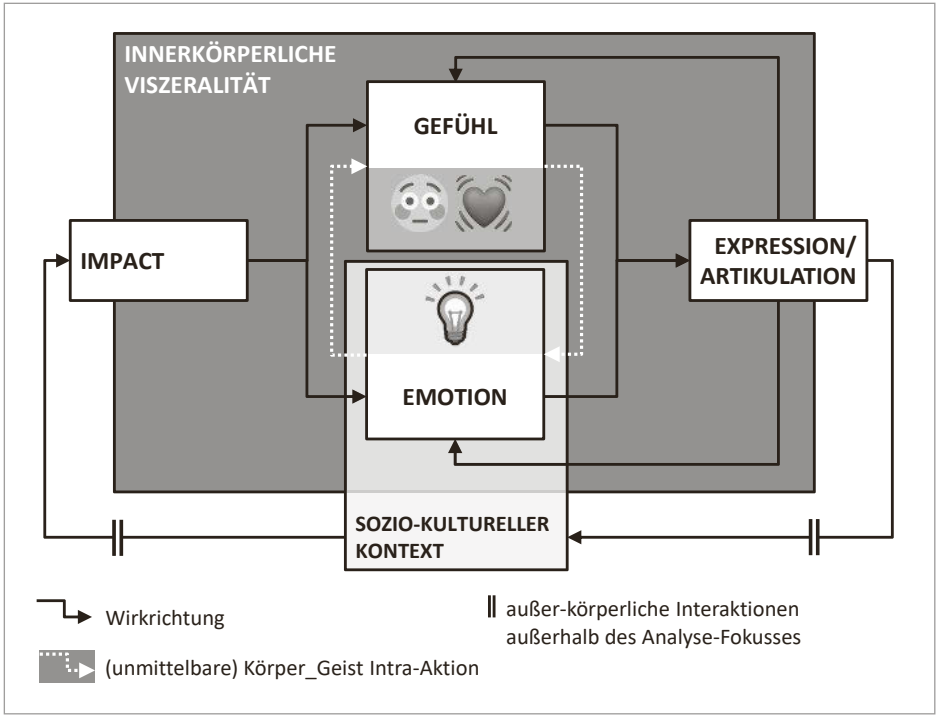 INNERKÖRPERLICHE
VISZERALITÄT
GEFÜHL
IMPACT
EXPRESSION/
ARTIKULATION
EMOTION
SOZIO-KULTURELLER
KONTEXT
Wirkrichtung
(unmittelbare) Körper_Geist Intra-Aktion
außer-körperliche Interaktionen
außerhalb des Analyse-Fokusses